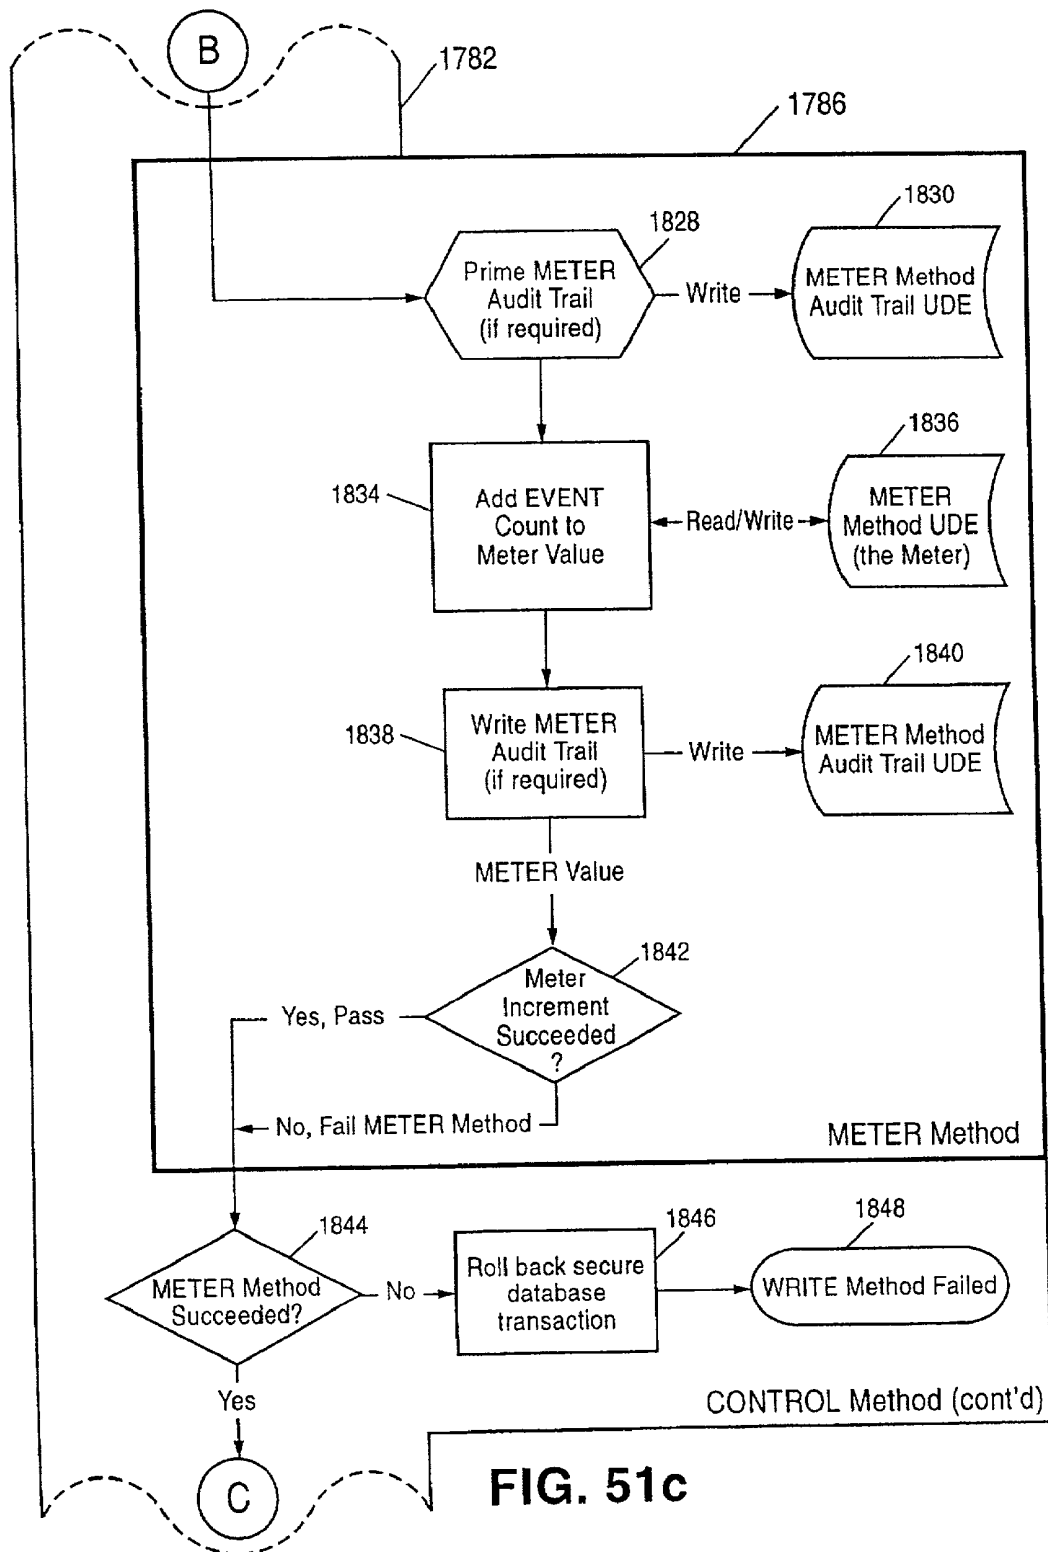 B
1782
1786
1828
1830
Prime METER
Audit Trail
(if required)
Write
METER Method
Audit Trail UDE
1834
Add EVENT
Count to
Meter Value
Read/Write
1836
METER
Method UDE
(the Meter)
1838
Write METER
Audit Trail
(if required)
Write
1840
METER Method
Audit Trail UDE
METER Value
1842
Meter
Increment
Succeeded
?
Yes, Pass
No, Fail METER Method
METER Method
1844
METER Method
Succeeded?
No
1846
Roll back secure
database
transaction
1848
WRITE Method Failed
Yes
CONTROL Method (cont'd)
C
FIG. 51c